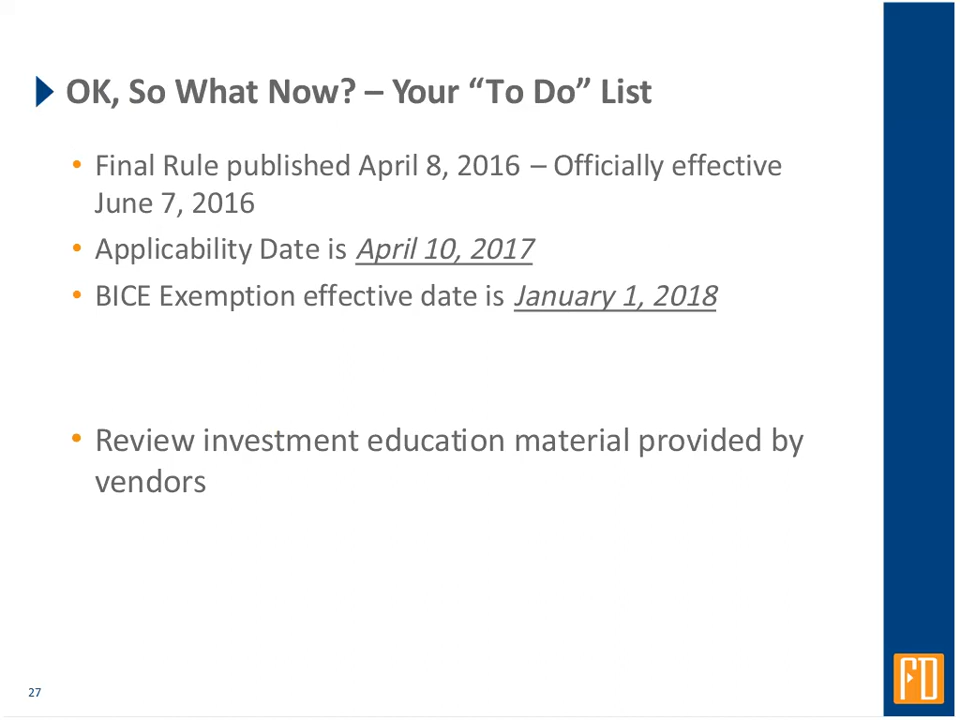 OK, So What Now? – Your “To Do” List
• Final Rule published April 8, 2016 – Officially effective
June 7, 2016
• Applicability Date is April 10, 2017
• BICE Exemption effective date is January 1, 2018
• Review investment education material provided by
vendors
27
FD